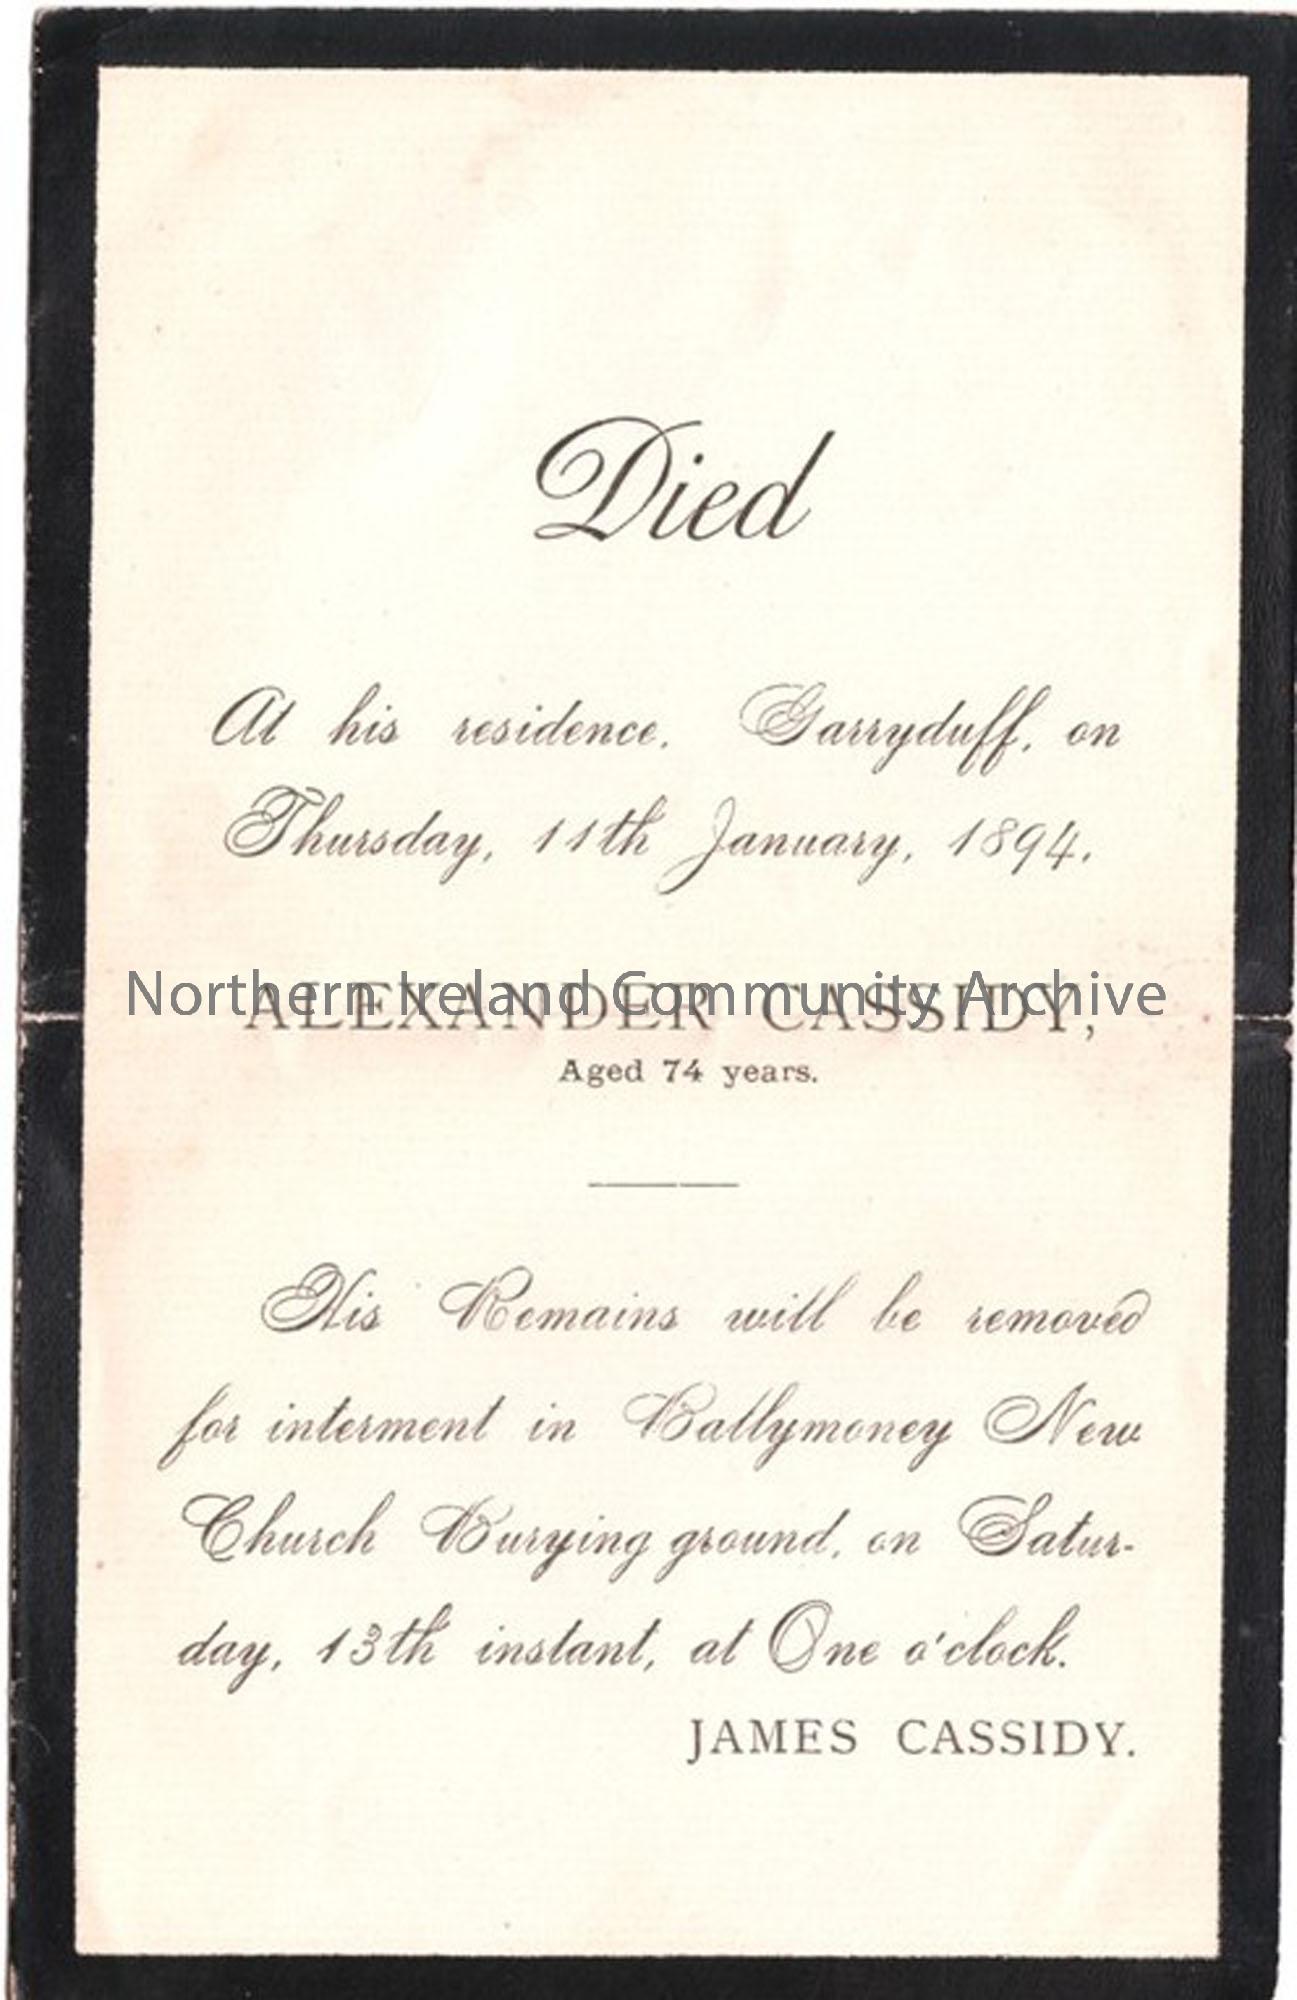 Died
At his residence, Garryduff, on
Thursday, 11th January, 1894,
Northern Ireland Community Archive
ALEXANDER CASSIDY,
Aged 74 years.
His Remains will be removed
for interment in Ballymoney New
Church Burying ground, on Satur-
day, 13th instant, at One o'clock.
JAMES CASSIDY.